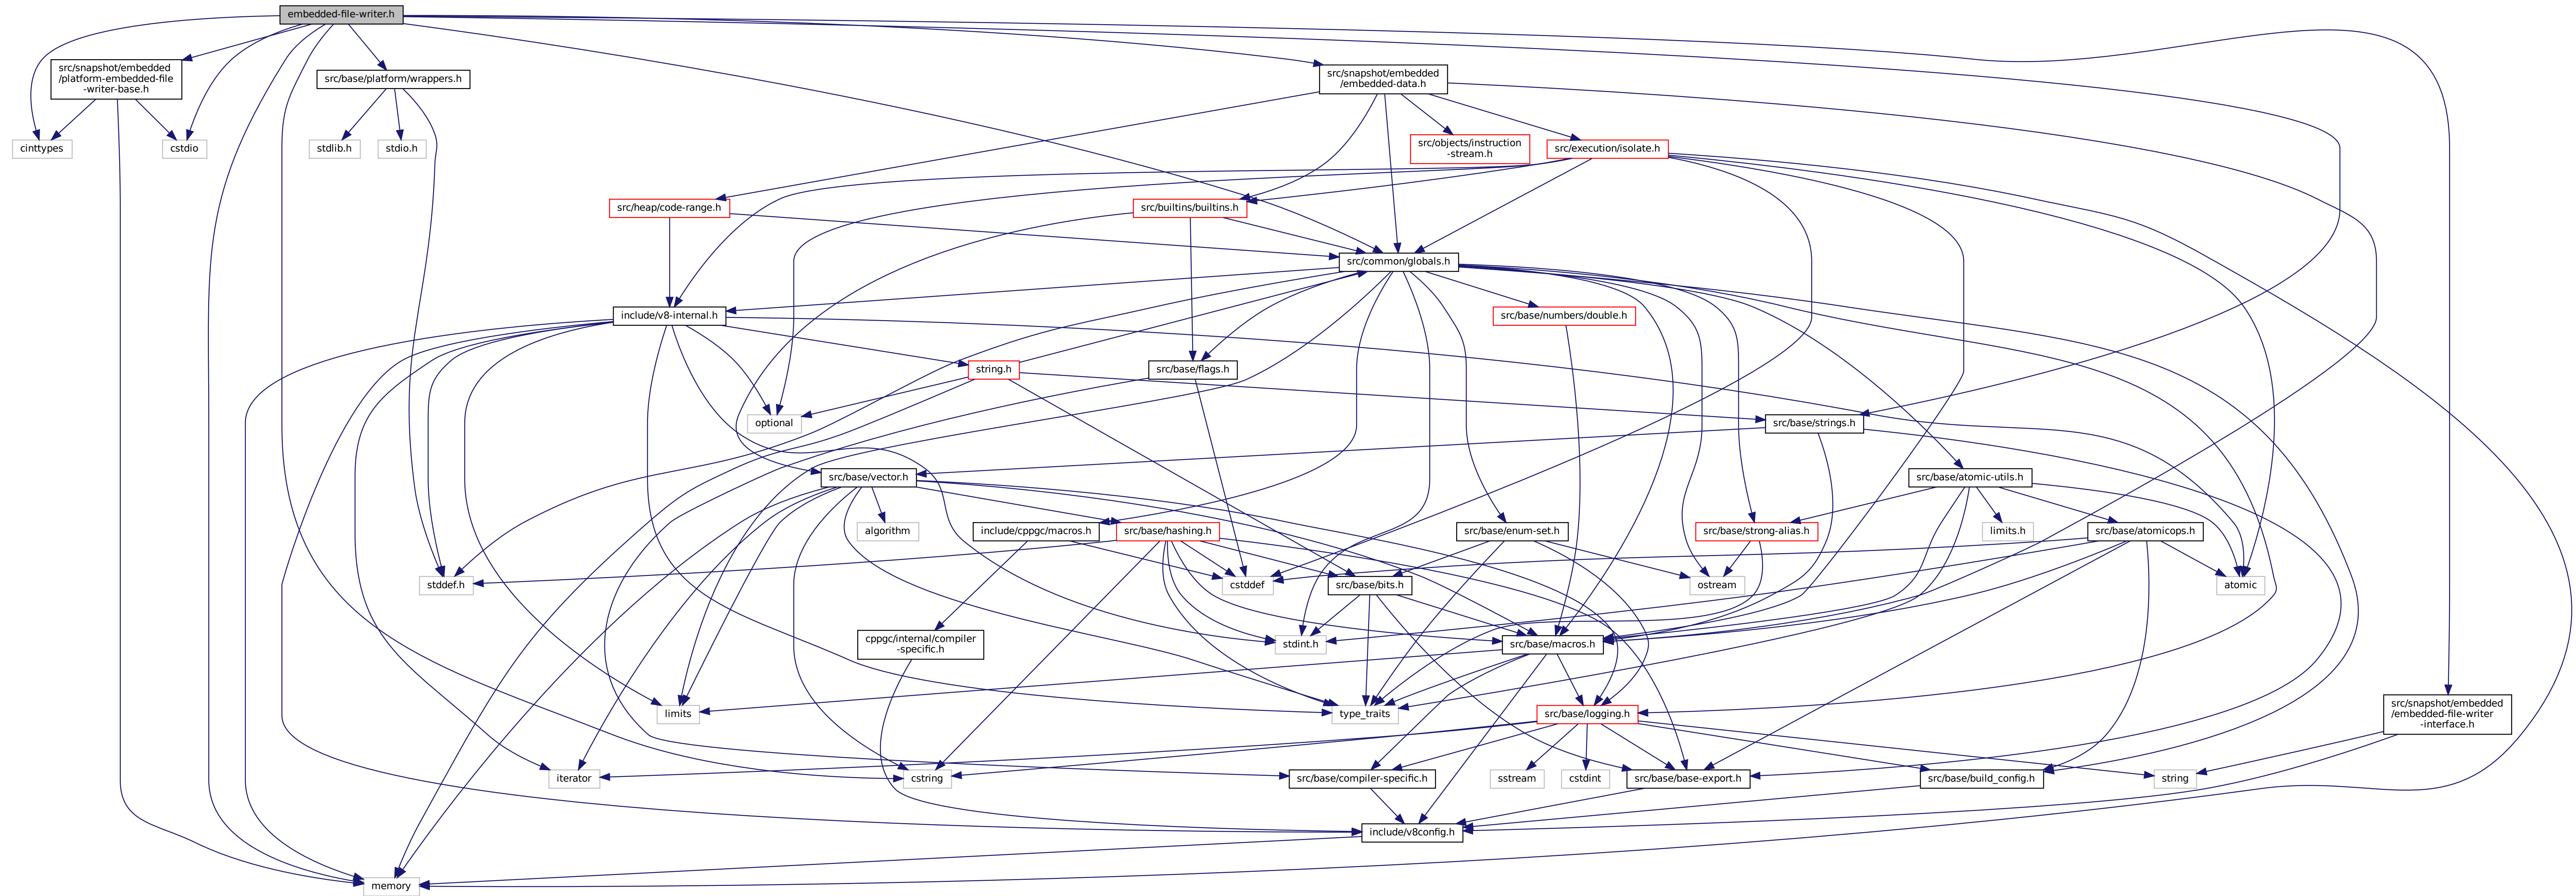 embedded-file-writer.h
src/snapshot/embedded
/platform-embedded-file
-writer-base.h
src/base/platform/wrappers.h
src/snapshot/embedded
/embedded-data.h
cinttypes
cstdio
stdlib.h
stdio.h
src/objects/instruction
-stream.h
src/execution/isolate.h
src/heap/code-range.h
src/builtins/builtins.h
src/common/globals.h
include/v8-internal.h
src/base/numbers/double.h
string.h
src/base/flags.h
optional
src/base/strings.h
src/base/vector.h
src/base/atomic-utils.h
algorithm
include/cppgc/macros.h
src/base/hashing.h
src/base/enum-set.h
src/base/strong-alias.h
limits.h
src/base/atomicops.h
stddef.h
cstddef
src/base/bits.h
ostream
atomic
cppgc/internal/compiler
-specific.h
stdint.h
src/base/macros.h
limits
type_traits
src/base/logging.h
src/snapshot/embedded
/embedded-file-writer
-interface.h
iterator
cstring
src/base/compiler-specific.h
sstream
cstdint
src/base/base-export.h
src/base/build_config.h
string
include/v8config.h
memory